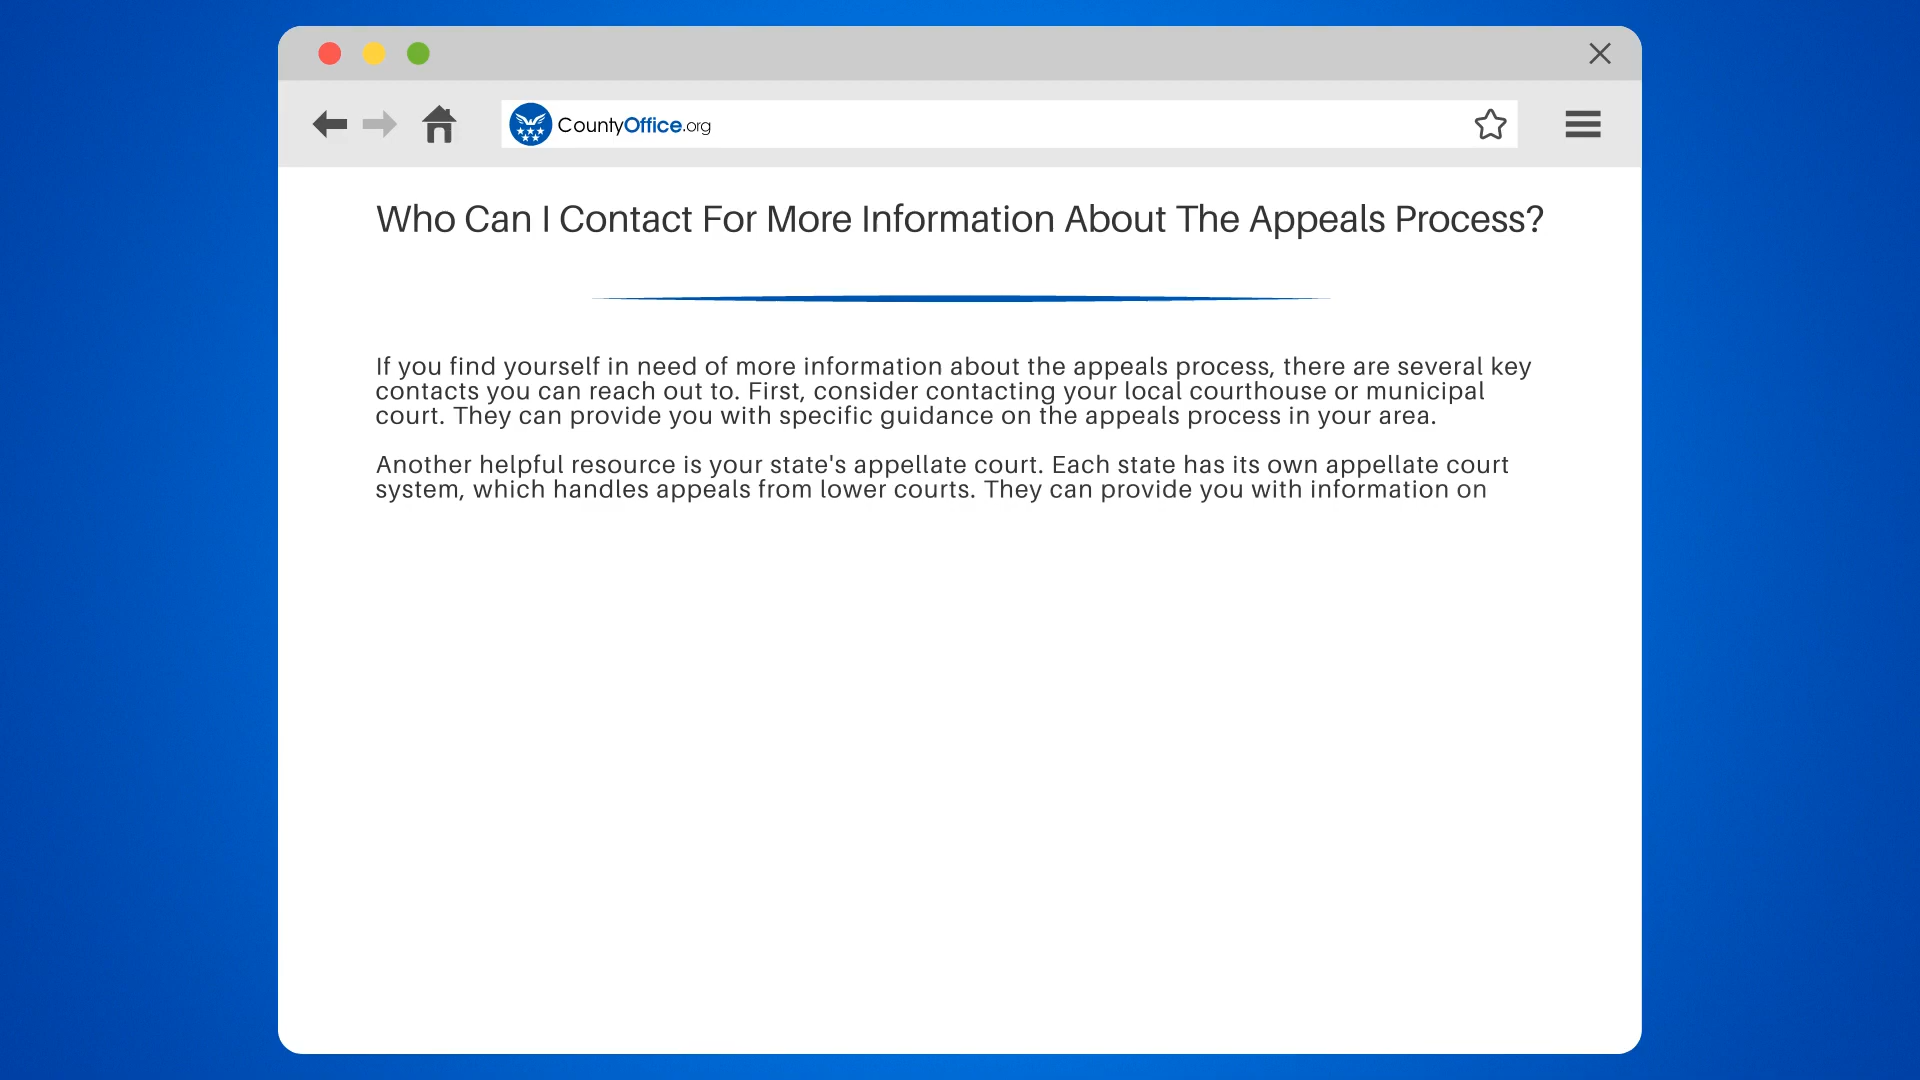 CountyOffice.org
Who Can I Contact For More Information About The Appeals Process?
If you find yourself in need of more information about the appeals process, there are several key
contacts you can reach out to. First, consider contacting your local courthouse or municipal
court. They can provide you with specific guidance on the appeals process in your area.
Another helpful resource is your state's appellate court. Each state has its own appellate court
system, which handles appeals from lower courts. They can provide you with information on